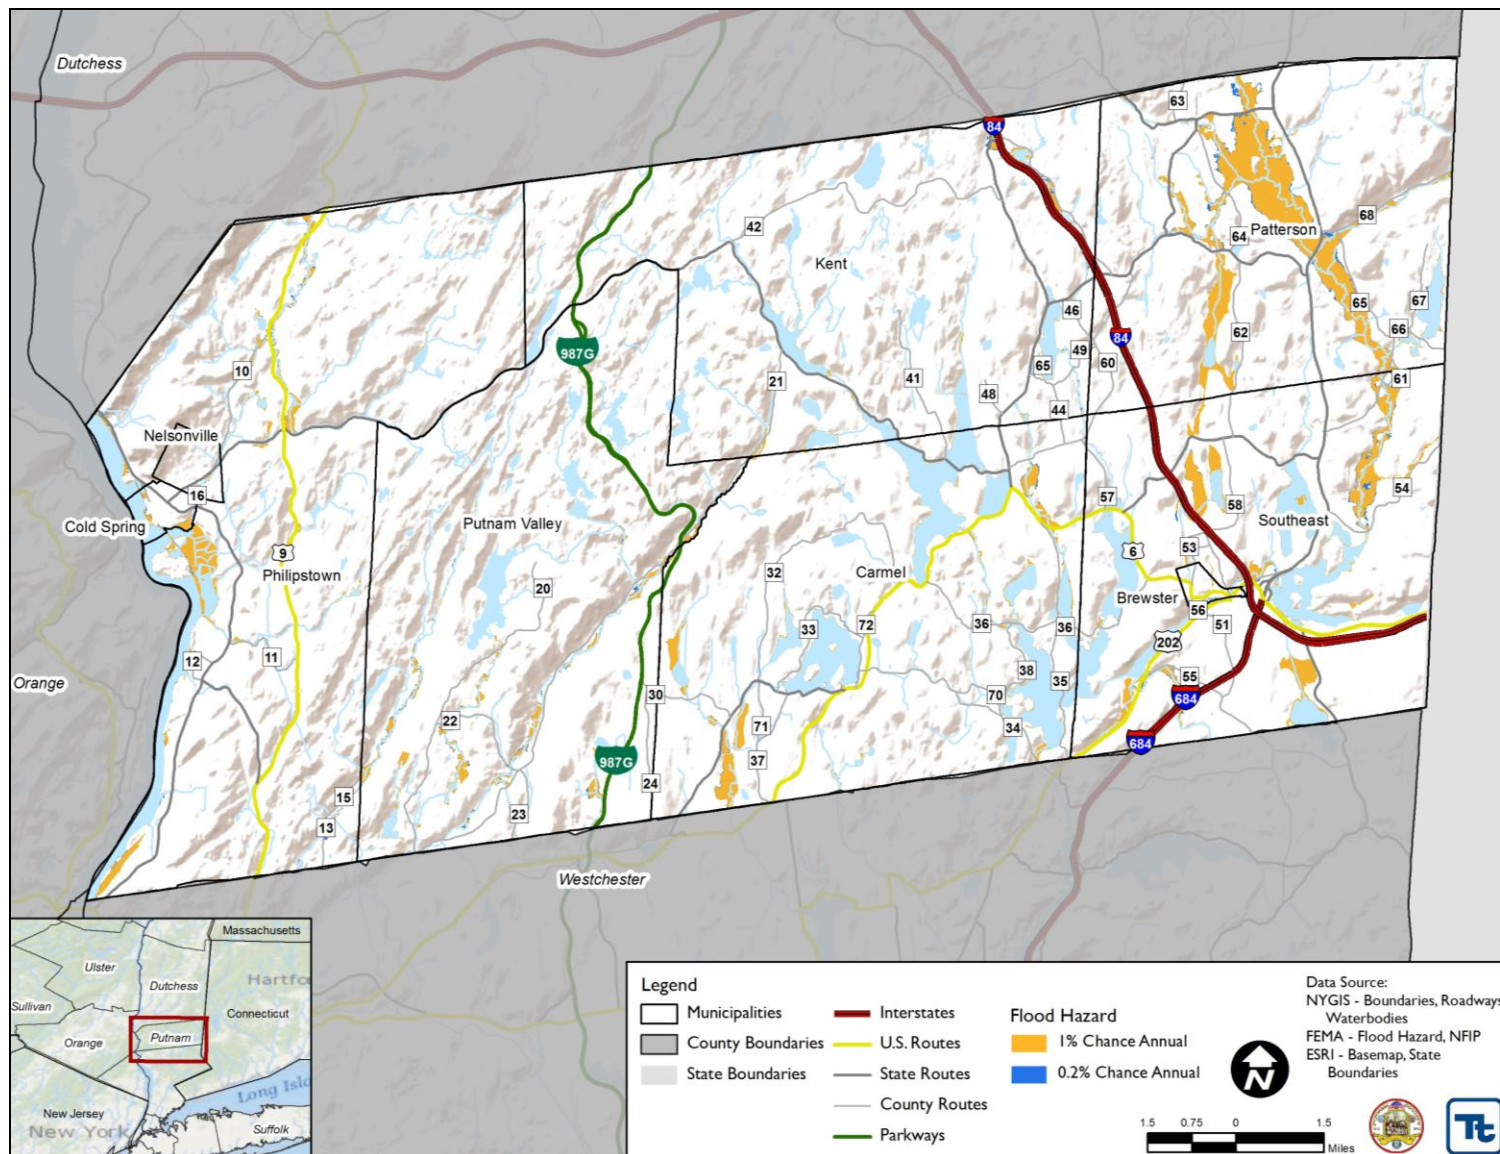 Dutchess
84
63
68
42
64
Patterson
Kent
46
65
67
84
66
62
987G
10
21
41
65
49
60
61
48
44
Nelsonville
16
57
54
Cold Spring
Putnam Valley
58
Southeast
9
6
53
Philipstown
32
Carmel
20
Brewster
56
33
72
36
36
51
202
12
11
38
Orange
30
70
35
55
684
22
71
34
684
987G
37
24
15
23
13
Westchester
Massachusetts
Ulster
Hartfo
Dutchess
Sullivan
Connecticut
Orange
Putnam
Long Isl
New Jersey
New York
Suffolk
Legend
Municipalities
County Boundaries
State Boundaries
Interstates
U.S. Routes
State Routes
County Routes
Parkways
Flood Hazard
1% Chance Annual
0.2% Chance Annual
N
Data Source:
NYGIS - Boundaries, Roadways
Waterbodies
FEMA - Flood Hazard, NFIP
ESRI - Basemap, State
Boundaries
1.5 0.75 0 1.5
Miles
Tt